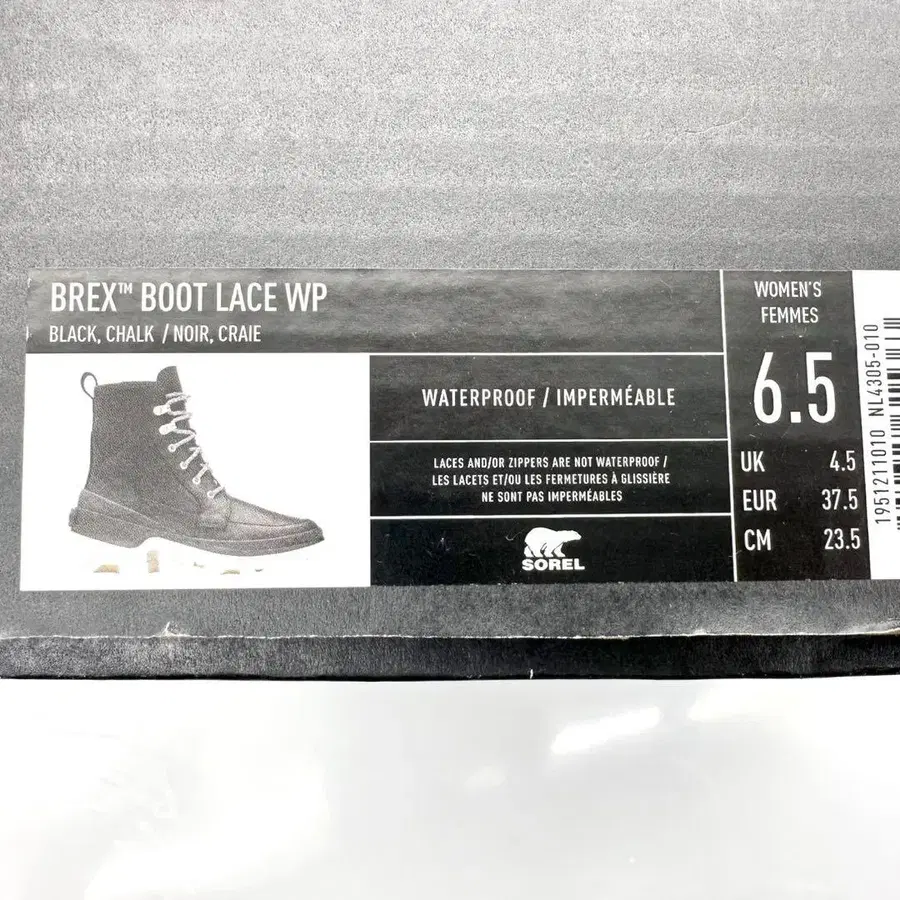 BREX™ BOOT LACE WP
BLACK, CHALK / NOIR, CRAIE
WATERPROOF / IMPERMÉABLE
LACES AND/OR ZIPPERS ARE NOT WATERPROOF /
LES LACETS ET/OU LES FERMETURES À GLISSIÈRE
NE SONT PAS IMPERMÉABLES
SOREL
WOMEN'S
FEMMES
6.5
UK 4.5
EUR 37.5
CM 23.5
1951211010 NL4305-010